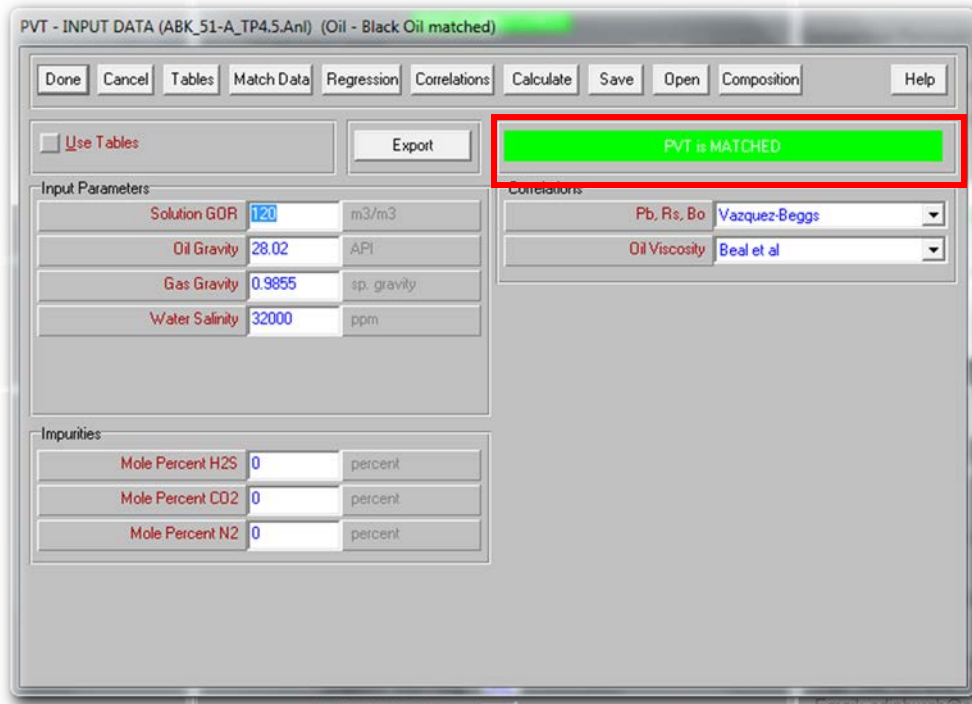 PVT - INPUT DATA (ABK_51-A_TP4.5.AnI) (Oil - Black Oil matched)
Done Cancel Tables Match Data Regression Correlations Calculate Save Open Composition Help
Use Tables Export PVT is MATCHED
Input Parameters Correlations
Solution GOR 120 m3/m3 Pb, Rs, Bo Vazquez-Beggs
Oil Gravity 28.02 API Oil Viscosity Beal et al
Gas Gravity 0.9855 sp. gravity
Water Salinity 32000 ppm
Impurities
Mole Percent H2S 0 percent
Mole Percent CO2 0 percent
Mole Percent N2 0 percent